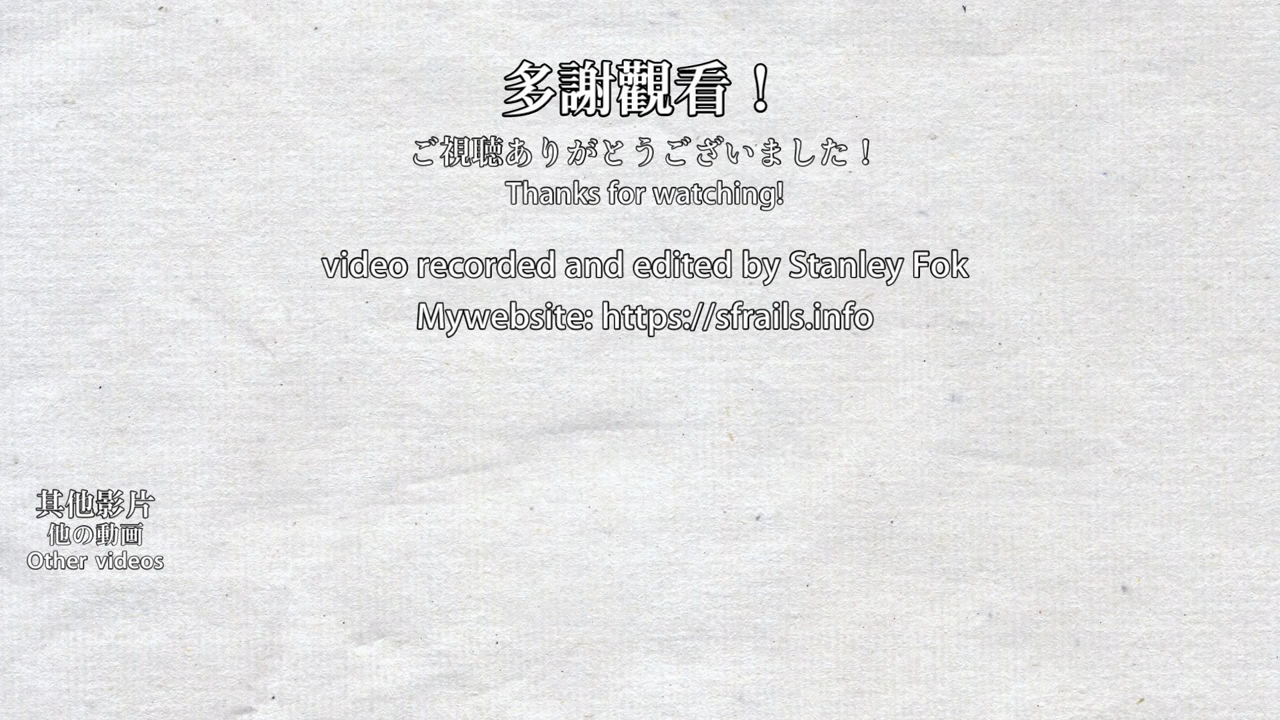 多謝觀看！
ご視聴ありがとうございました！
Thanks for watching!
video recorded and edited by Stanley Fok
Mywebsite: https://sfrails.info
其他影片
他の動画
Other videos